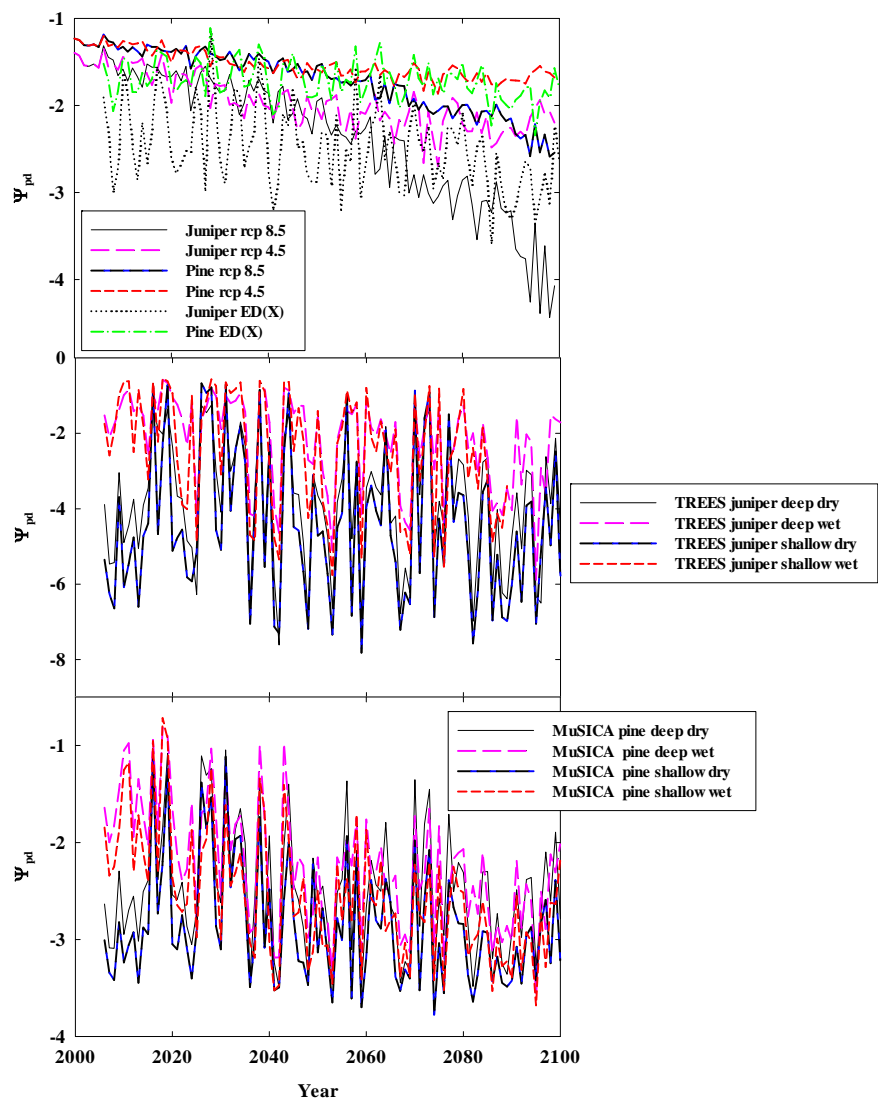 -1
-2
-3
-4
Ψpd
Juniper rcp 8.5
Juniper rcp 4.5
Pine rcp 8.5
Pine rcp 4.5
Juniper ED(X)
Pine ED(X)
0
-2
-4
-6
-8
Ψpd
TREES juniper deep dry
TREES juniper deep wet
TREES juniper shallow dry
TREES juniper shallow wet
-1
-2
-3
-4
Ψpd
MuSICA pine deep dry
MuSICA pine deep wet
MuSICA pine shallow dry
MuSICA pine shallow wet
2000 2020 2040 2060 2080 2100
Year